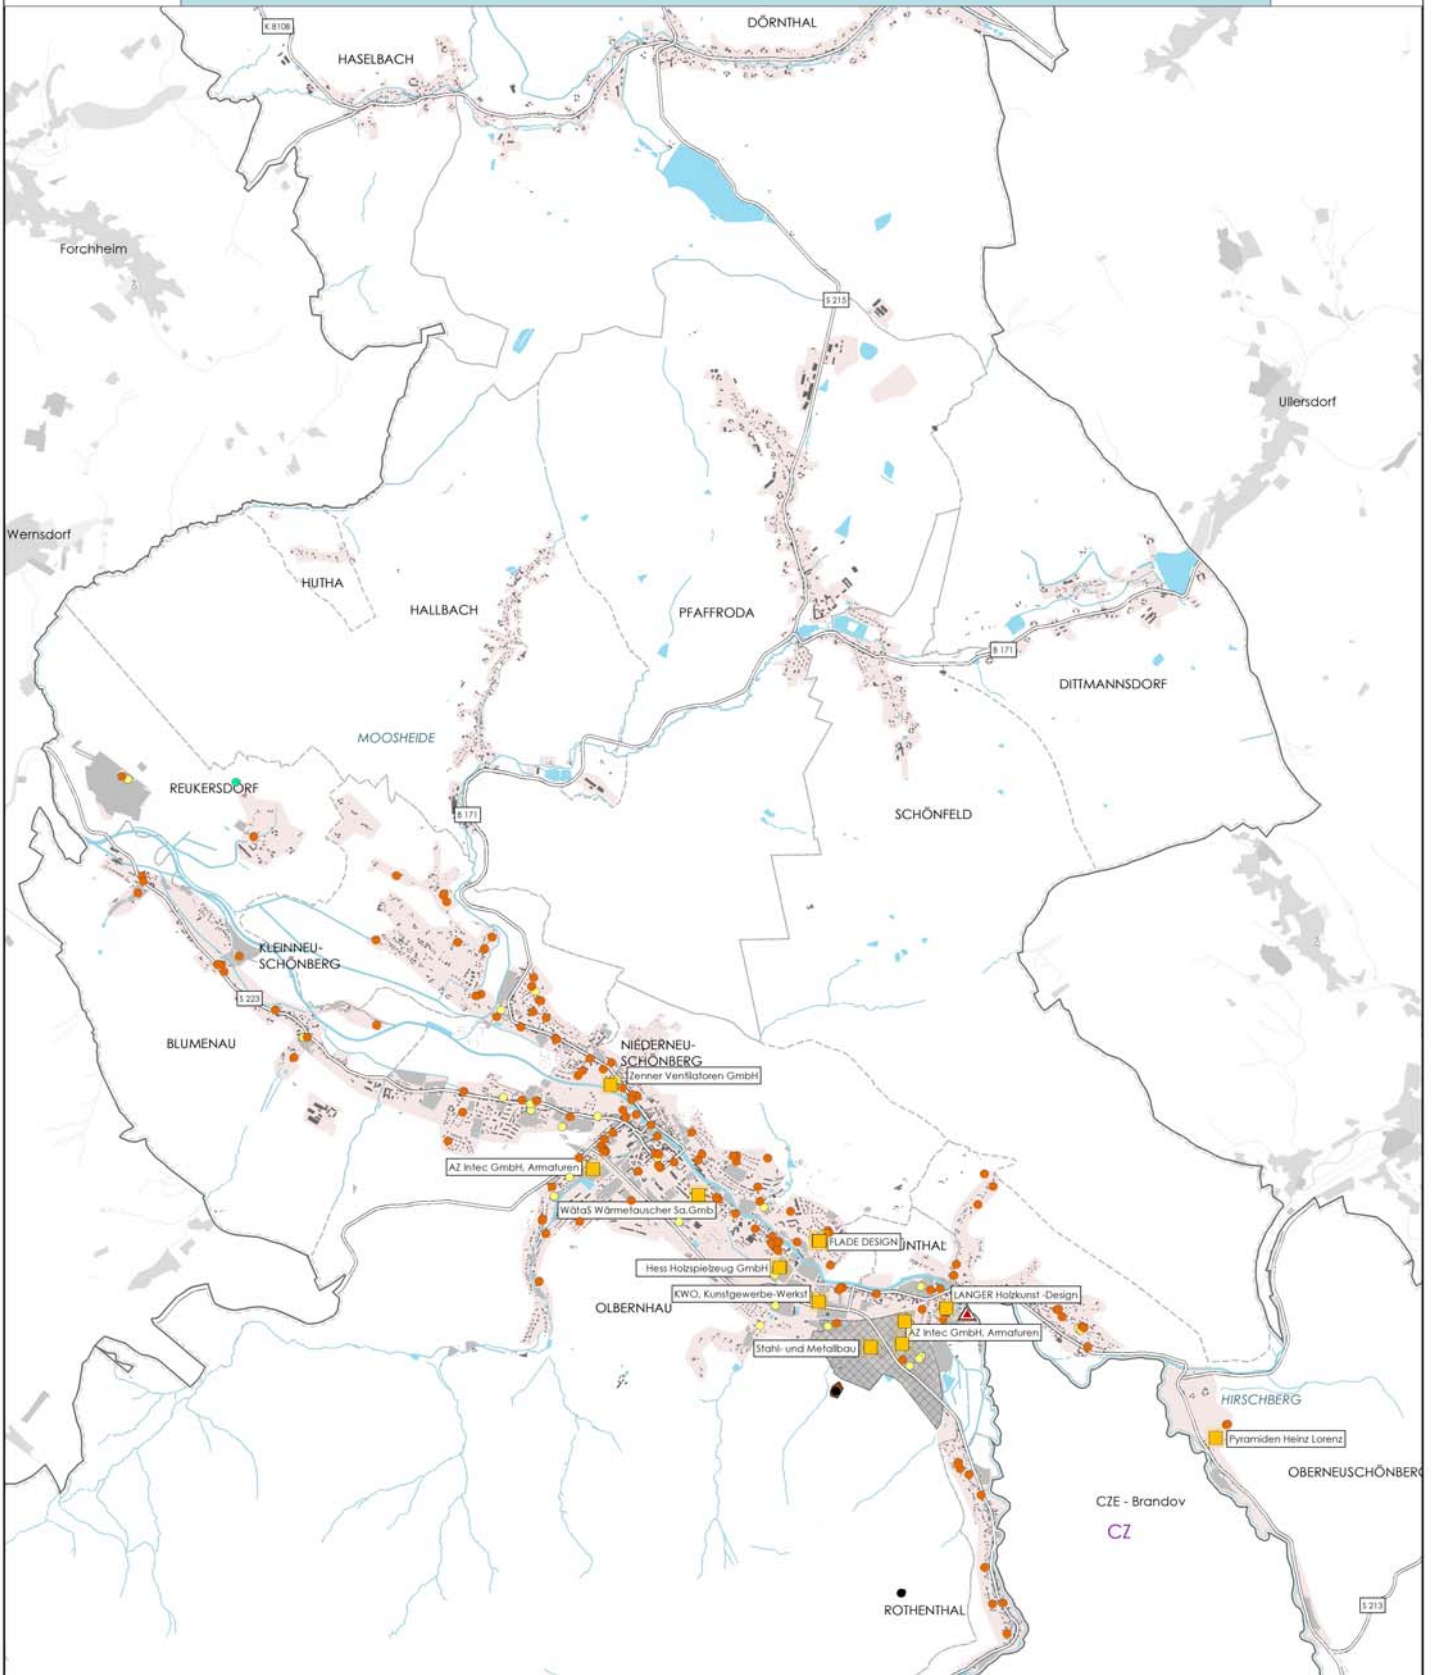 DÖRNTHAL
K 8108
HASELBACH
Forchheim
S 215
Ullersdorf
Wernsdorf
HUTHA
HALLBACH
PFAFFRODA
B 171
DITTMANNSDORF
MOOSHEIDE
REUKERSDORF
B 171
SCHÖNFELD
KLEINNEU-
SCHÖNBERG
S 223
BLUMENAU
NIEDERNEU-
SCHÖNBERG
Zenner Ventilatoren GmbH
AZ Intec GmbH, Armaturen
WätaS Wärmetauscher Sa.Gmb
FLADE DESIGN
ÜNTHAL
Hess Holzspielzeug GmbH
KWO, Kunstgewerbe-Werkst
LANGER Holzkunst -Design
OLBERNHAU
AZ Intec GmbH, Armaturen
Stahl- und Metallbau
HIRSCHBERG
Pyramiden Heinz Lorenz
OBERNEUSCHÖNBERG
CZE - Brandov
CZ
ROTHENTHAL
S 213